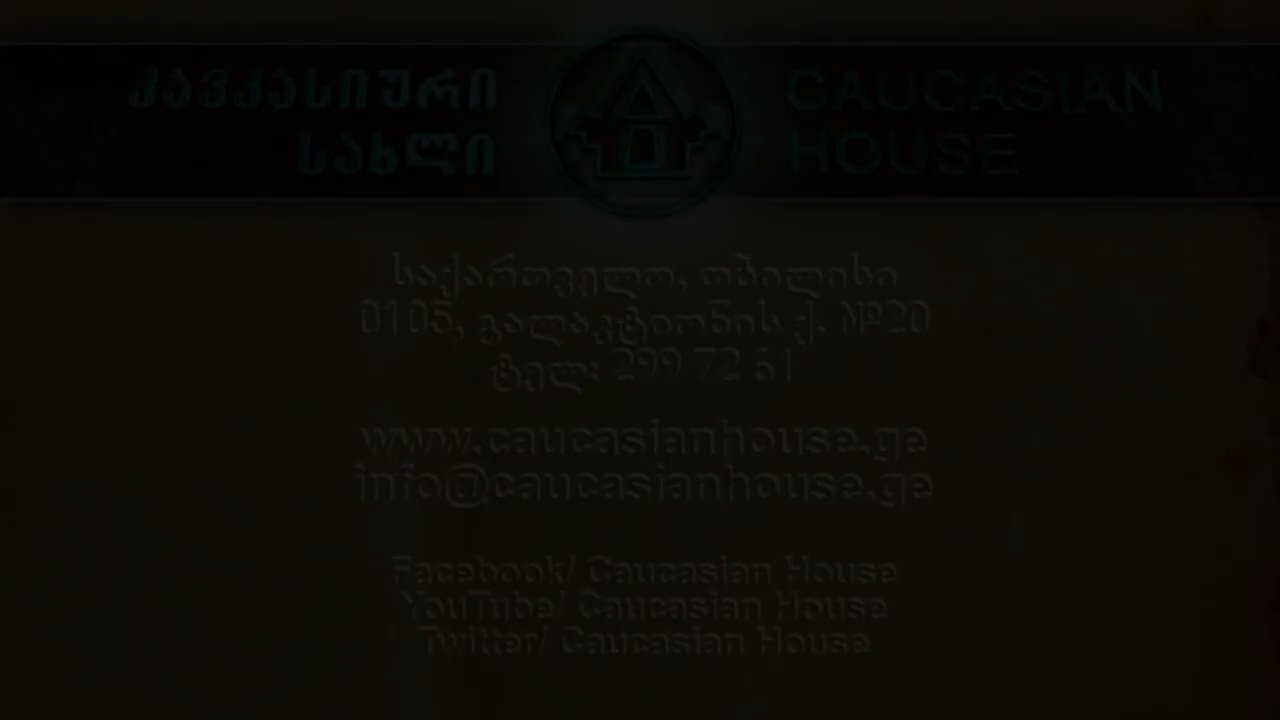 კავკასიური
სახლი
CAUCASIAN
HOUSE
საქართველო, თბილისი
0105, გალაკტიონის ქ. №20
ტელ: 299 72 61
www.caucasianhouse.ge
info@caucasianhouse.ge
Facebook/ Caucasian House
YouTube/ Caucasian House
Twitter/ Caucasian House